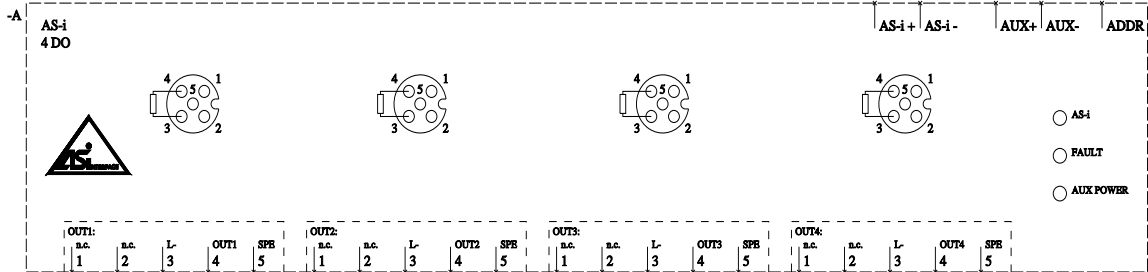 -A
AS-i
4 DO
AS-i + AS-i - AUX+ AUX- ADDR
4 5 1
3 2
4 5 1
3 2
4 5 1
3 2
4 5 1
3 2
AS-i
FAULT
AUX POWER
ASi
INTERFACE
OUT1:
n.c. n.c. L- OUT1 SPE
1 2 3 4 5
OUT2:
n.c. n.c. L- OUT2 SPE
1 2 3 4 5
OUT3:
n.c. n.c. L- OUT3 SPE
1 2 3 4 5
OUT4:
n.c. n.c. L- OUT4 SPE
1 2 3 4 5